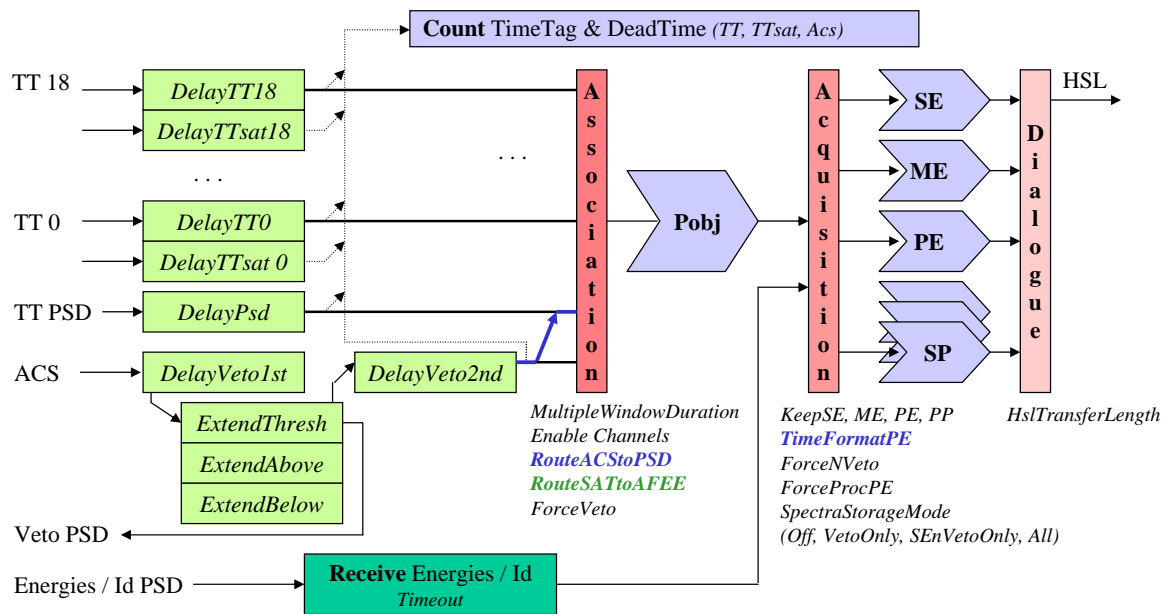 Count TimeTag & DeadTime (TT, TTsat, Acs)
TT 18
DelayTT18
DelayTTsat18
. . .
TT 0
DelayTT0
DelayTTsat 0
TT PSD
DelayPsd
ACS
DelayVeto1st
DelayVeto2nd
ExtendThresh
ExtendAbove
ExtendBelow
Veto PSD
Energies / Id PSD
Receive Energies / Id
Timeout
. . .
Association
MultipleWindowDuration
Enable Channels
RouteACStoPSD
RouteSATtoAFEE
ForceVeto
Pobj
Acquisition
KeepSE, ME, PE, PP
TimeFormatPE
ForceNVeto
ForceProcPE
SpectraStorageMode
(Off, VetoOnly, SEnVetoOnly, All)
SE
ME
PE
SP
Dialogue
HslTransferLength
HSL